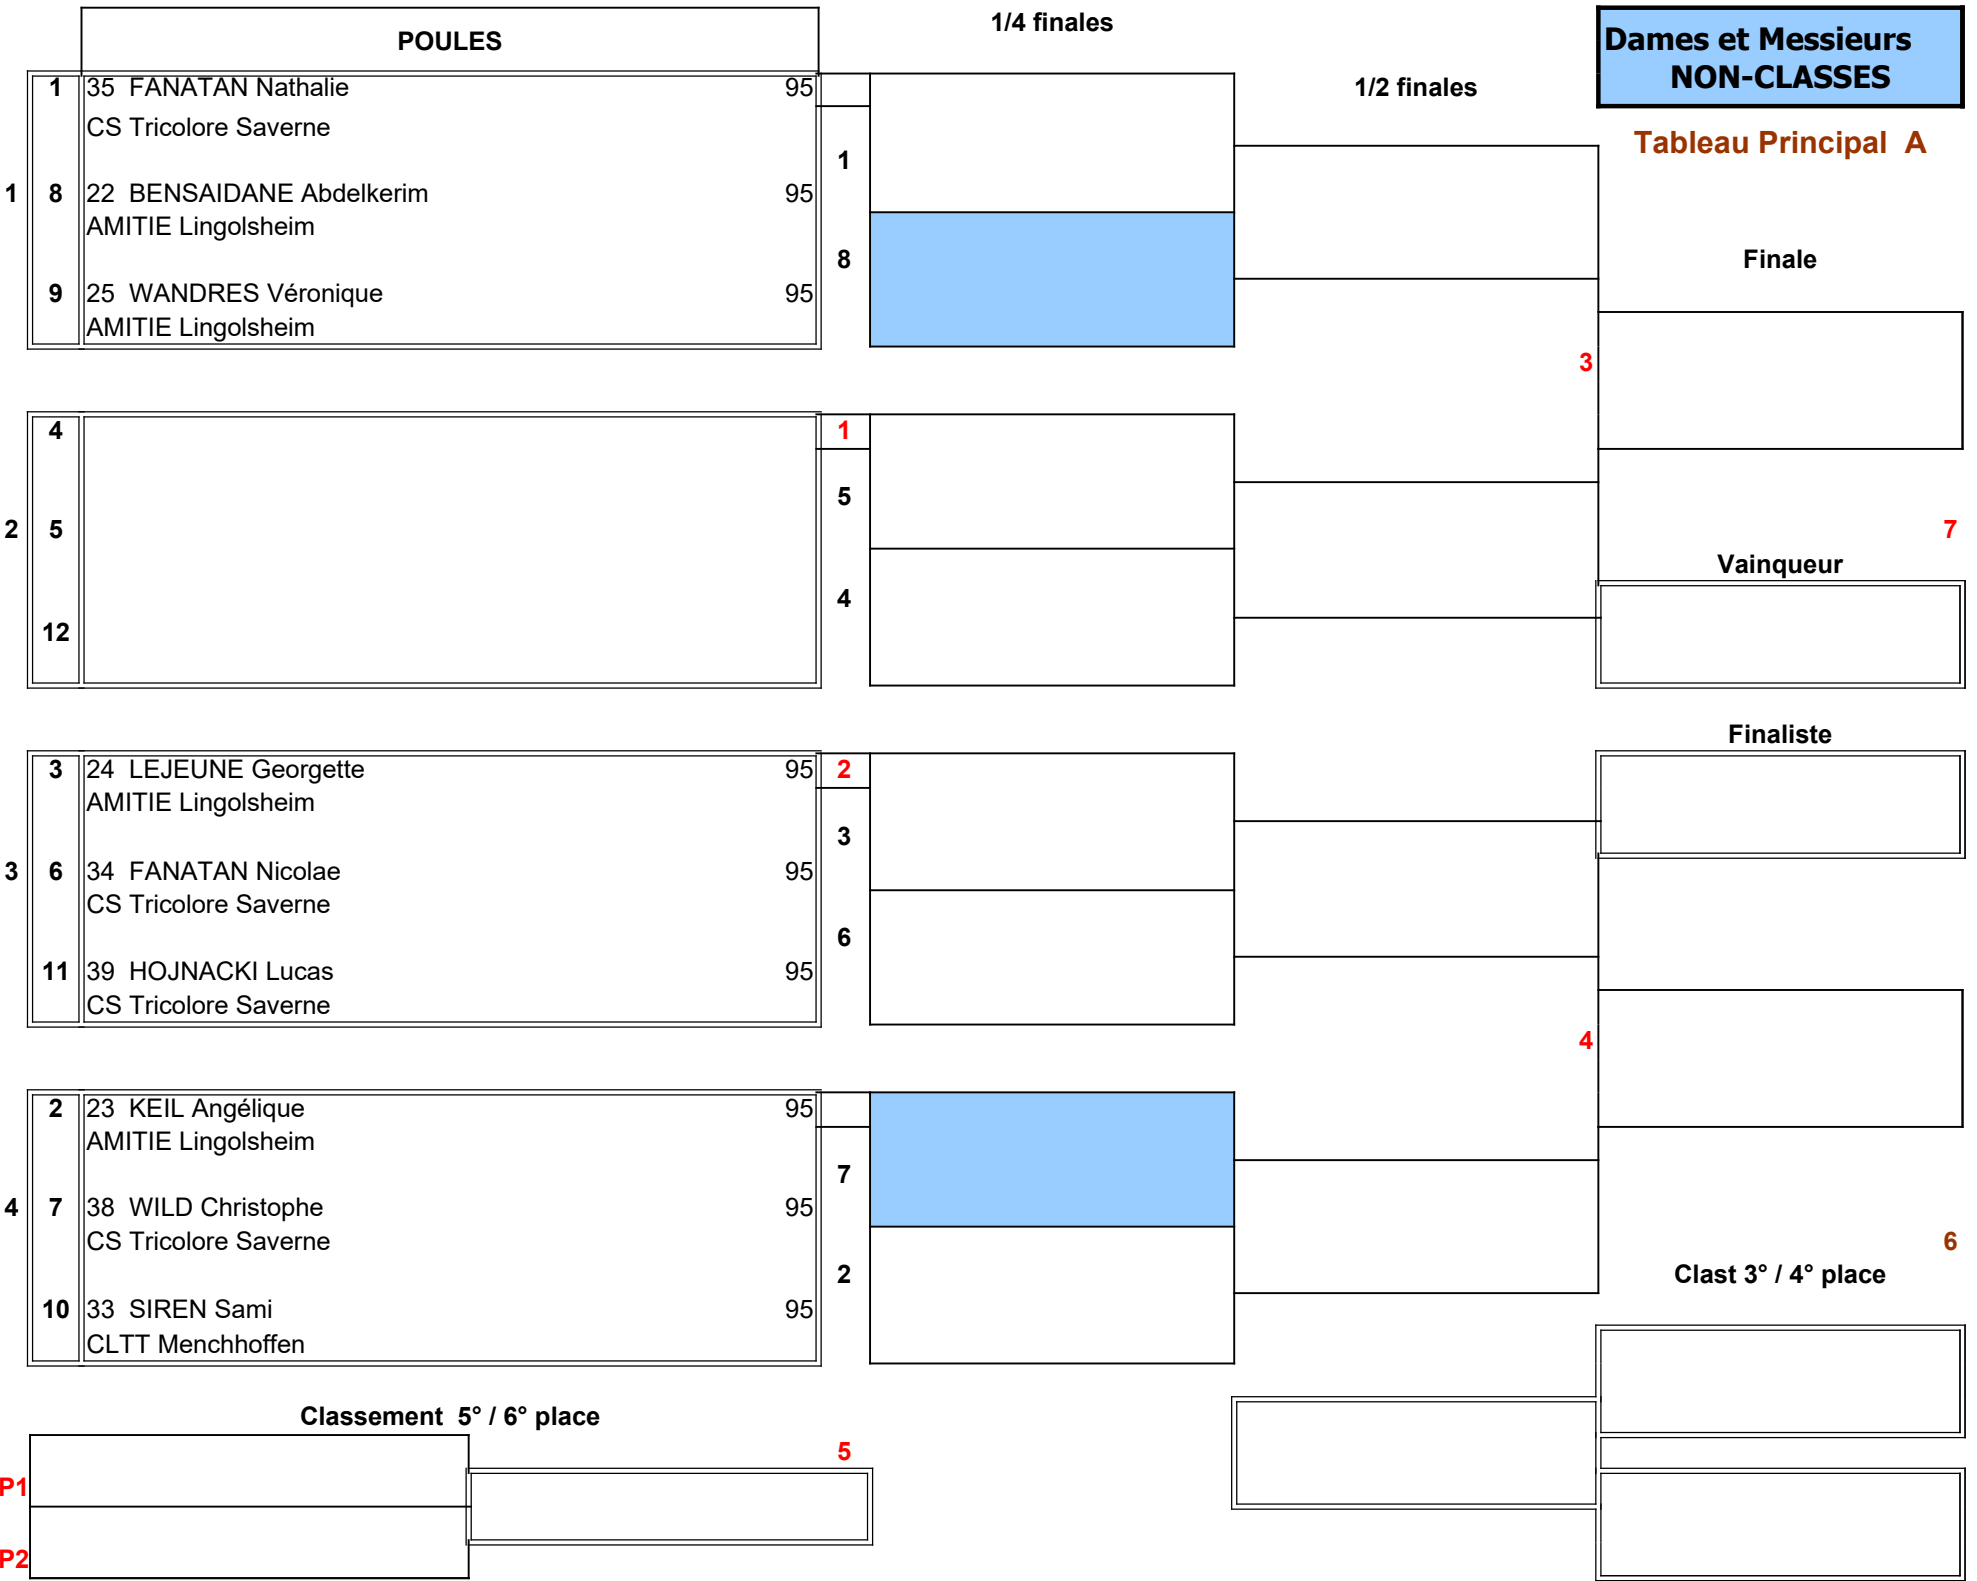 POULES
1/4 finales
Dames et Messieurs
NON-CLASSES
1/2 finales
Tableau Principal A
1 35 FANATAN Nathalie 95
CS Tricolore Saverne
1
1 8 22 BENSAIDANE Abdelkerim 95
AMITIE Lingolsheim
8
Finale
9 25 WANDRES Véronique 95
AMITIE Lingolsheim
3
4
1
5
2 5
7
Vainqueur
4
12
Finaliste
3 24 LEJEUNE Georgette 95 2
AMITIE Lingolsheim
3
3 6 34 FANATAN Nicolae 95
CS Tricolore Saverne
6
11 39 HOJNACKI Lucas 95
CS Tricolore Saverne
4
2 23 KEIL Angélique 95
AMITIE Lingolsheim
7
4 7 38 WILD Christophe 95
CS Tricolore Saverne
6
2
Clast 3° / 4° place
10 33 SIREN Sami 95
CLTT Menchhoffen
Classement 5° / 6° place
5
P1
P2